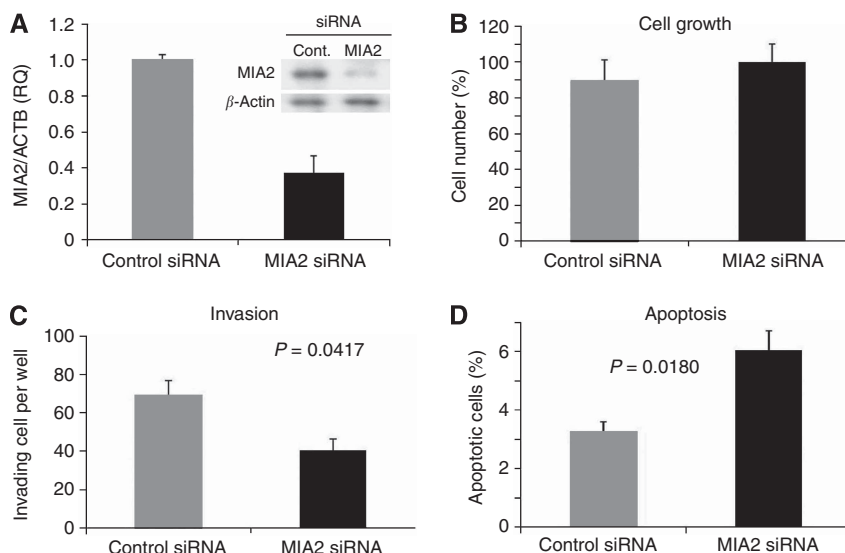 A
MIA2/ACTB (RQ)
1.2
1.0
0.8
0.6
0.4
0.2
0
siRNA
Cont. MIA2
MIA2
β-Actin
Control siRNA MIA2 siRNA
B
Cell growth
Cell number (%)
120
100
80
60
40
20
0
Control siRNA MIA2 siRNA
C
Invasion
Invading cell per well
100
80
60
40
20
0
P = 0.0417
Control siRNA MIA2 siRNA
D
Apoptosis
Apoptotic cells (%)
6
4
2
0
P = 0.0180
Control siRNA MIA2 siRNA